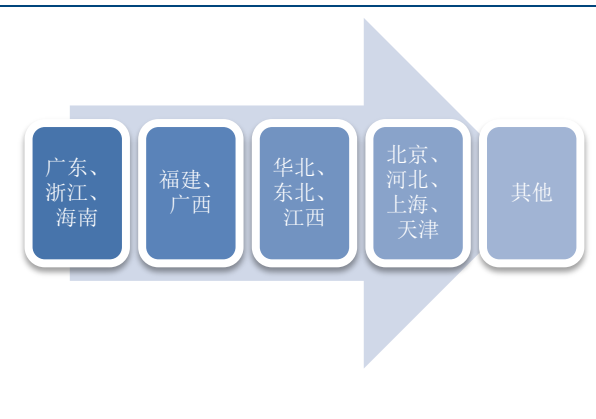 广东、
浙江、
海南
福建、
广西
华北、
东北、
江西
北京、
河北、
上海、
天津
其他